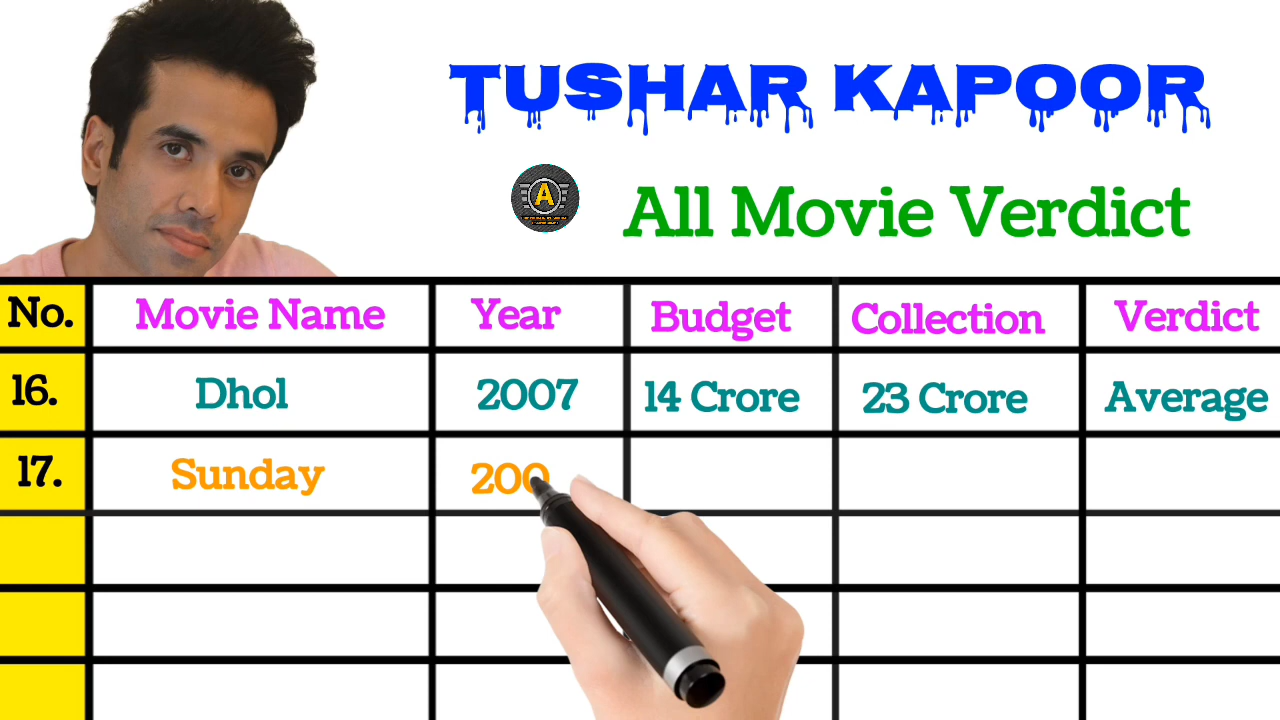 TUSHAR KAPOOR
A
All Movie Verdict
No. Movie Name Year Budget Collection Verdict
16. Dhol 2007 14 Crore 23 Crore Average
17. Sunday 200